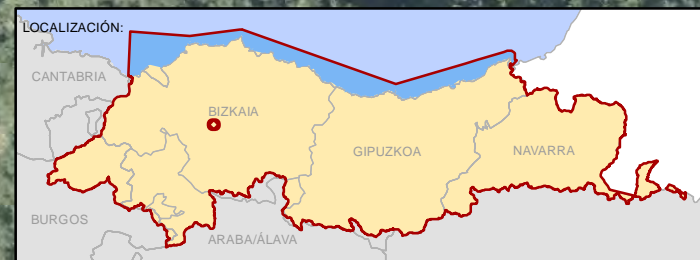 LOCALIZACIÓN:
CANTABRIA
BIZKAIA
GIPUZKOA
NAVARRA
BURGOS
ARABA/ÁLAVA